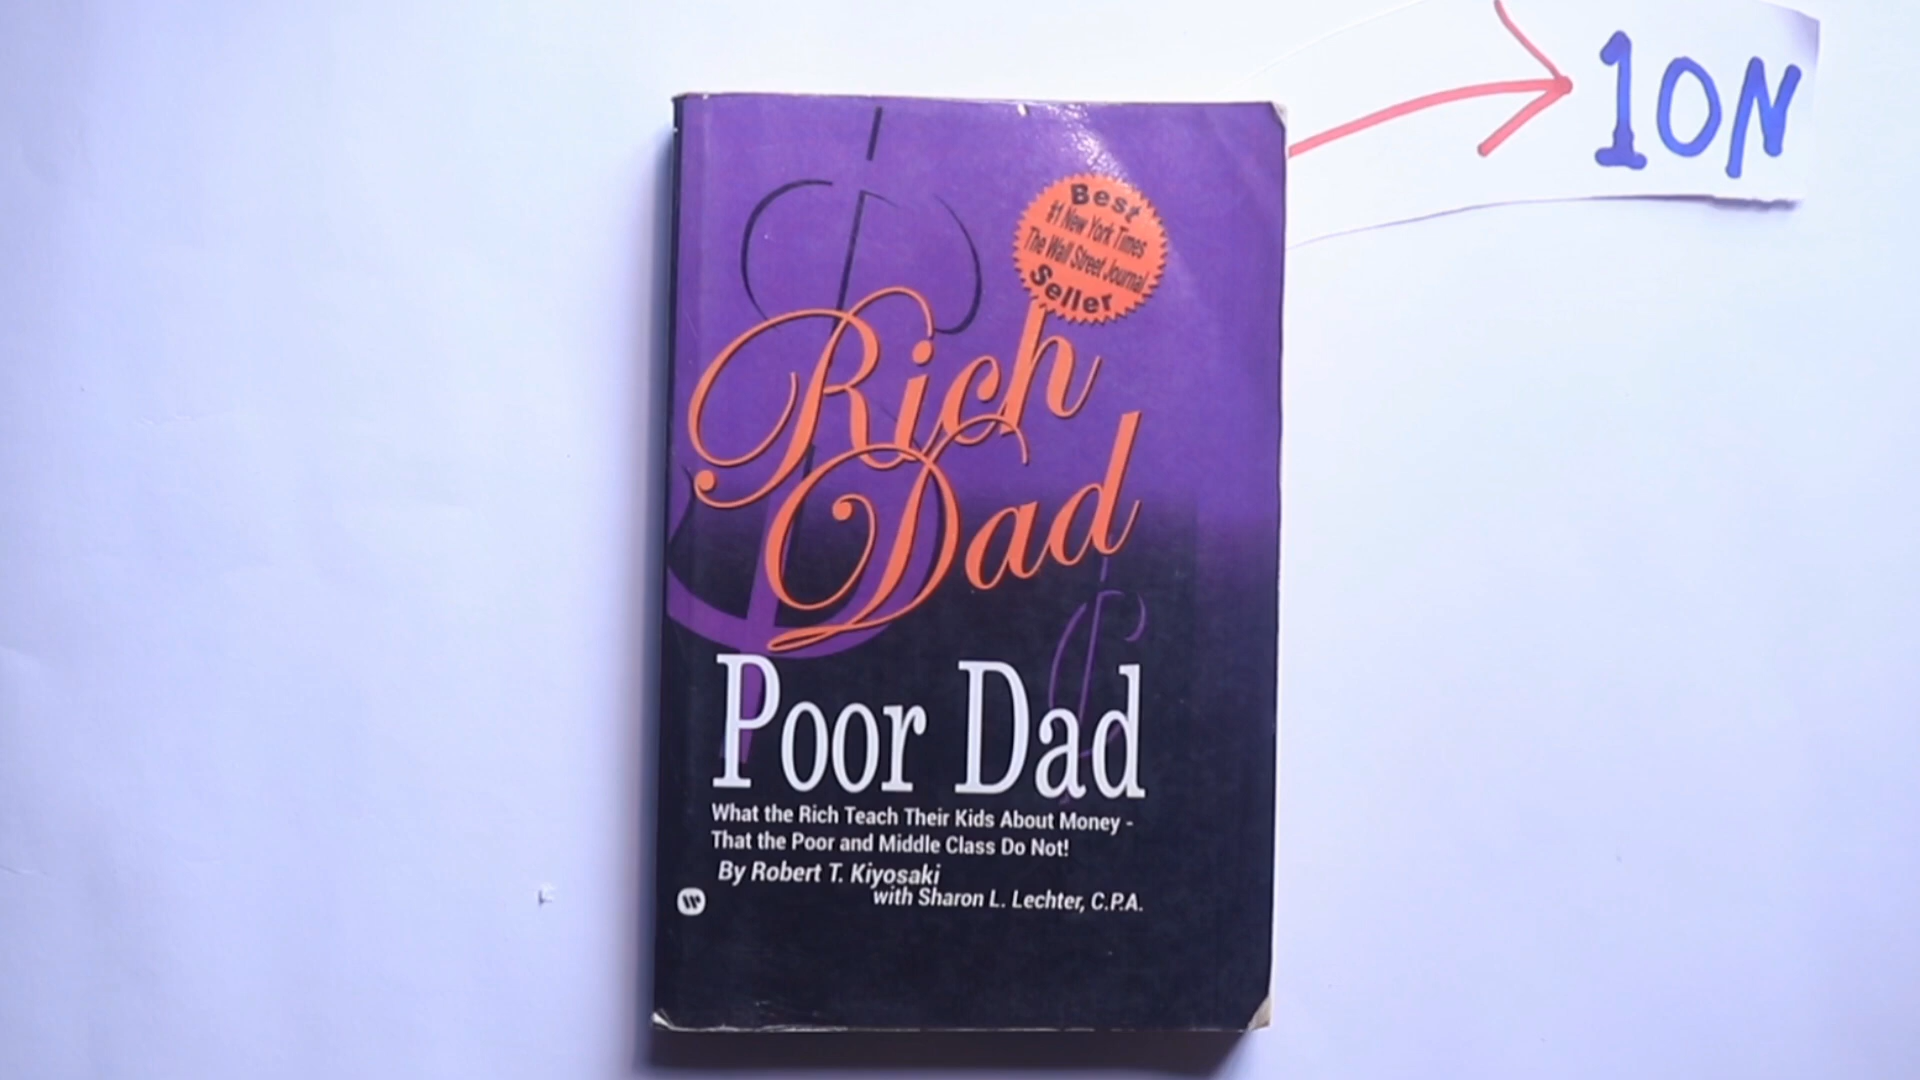 10N
Best
#1 New York Times
The Wall Street Journal
Seller
Rich
Dad
Poor Dad
What the Rich Teach Their Kids About Money -
That the Poor and Middle Class Do Not!
By Robert T. Kiyosaki
with Sharon L. Lechter, C.P.A.